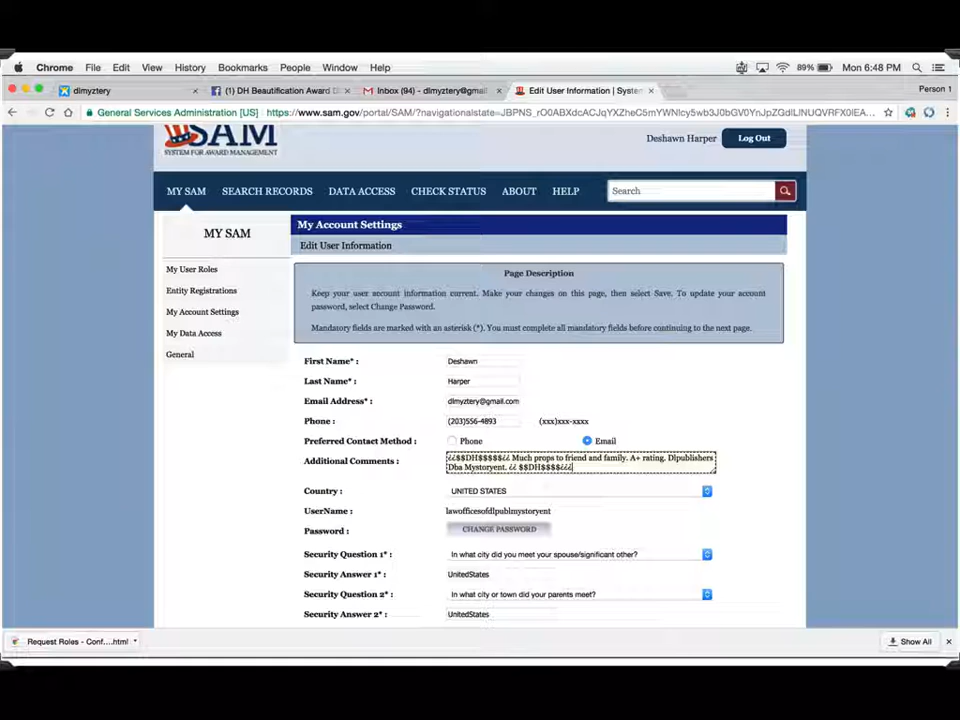 Chrome File Edit View History Bookmarks People Window Help 89% Mon 6:48 PM
dlmyztery (1) DH Beautification Award D Inbox (94) - dlmyztery@gmail Edit User Information | Syste Person 1
General Services Administration [US] https://www.sam.gov/portal/SAM/?navigationalstate=
SAM
SYSTEM FOR AWARD MANAGEMENT
Deshawn Harper Log Out
MY SAM SEARCH RECORDS DATA ACCESS CHECK STATUS ABOUT HELP Search
MY SAM
My User Roles
Entity Registrations
My Account Settings
My Data Access
General
My Account Settings
Edit User Information
Page Description
Keep your user account information current. Make your changes on this page, then select Save. To update your account
password, select Change Password.
Mandatory fields are marked with an asterisk (*). You must complete all mandatory fields before continuing to the next page.
First Name* : Deshawn
Last Name* : Harper
Email Address* : dlmyztery@gmail.com
Phone : (203)556-4893 (xxx)xxx-xxxx
Preferred Contact Method : Phone Email
Additional Comments : ¿¿$$DH$$$$$¿¿ Much props to friend and family. A+ rating. Dlpublishers
Dba Mystoryent. ¿¿ $$DH$$$$¿¿¿
Country : UNITED STATES
UserName : lawofficesofdlpublmystoryent
Password : CHANGE PASSWORD
Security Question 1* : In what city did you meet your spouse/significant other?
Security Answer 1* : UnitedStates
Security Question 2* : In what city or town did your parents meet?
Security Answer 2* : UnitedStates
Request Roles - Conf....html Show All